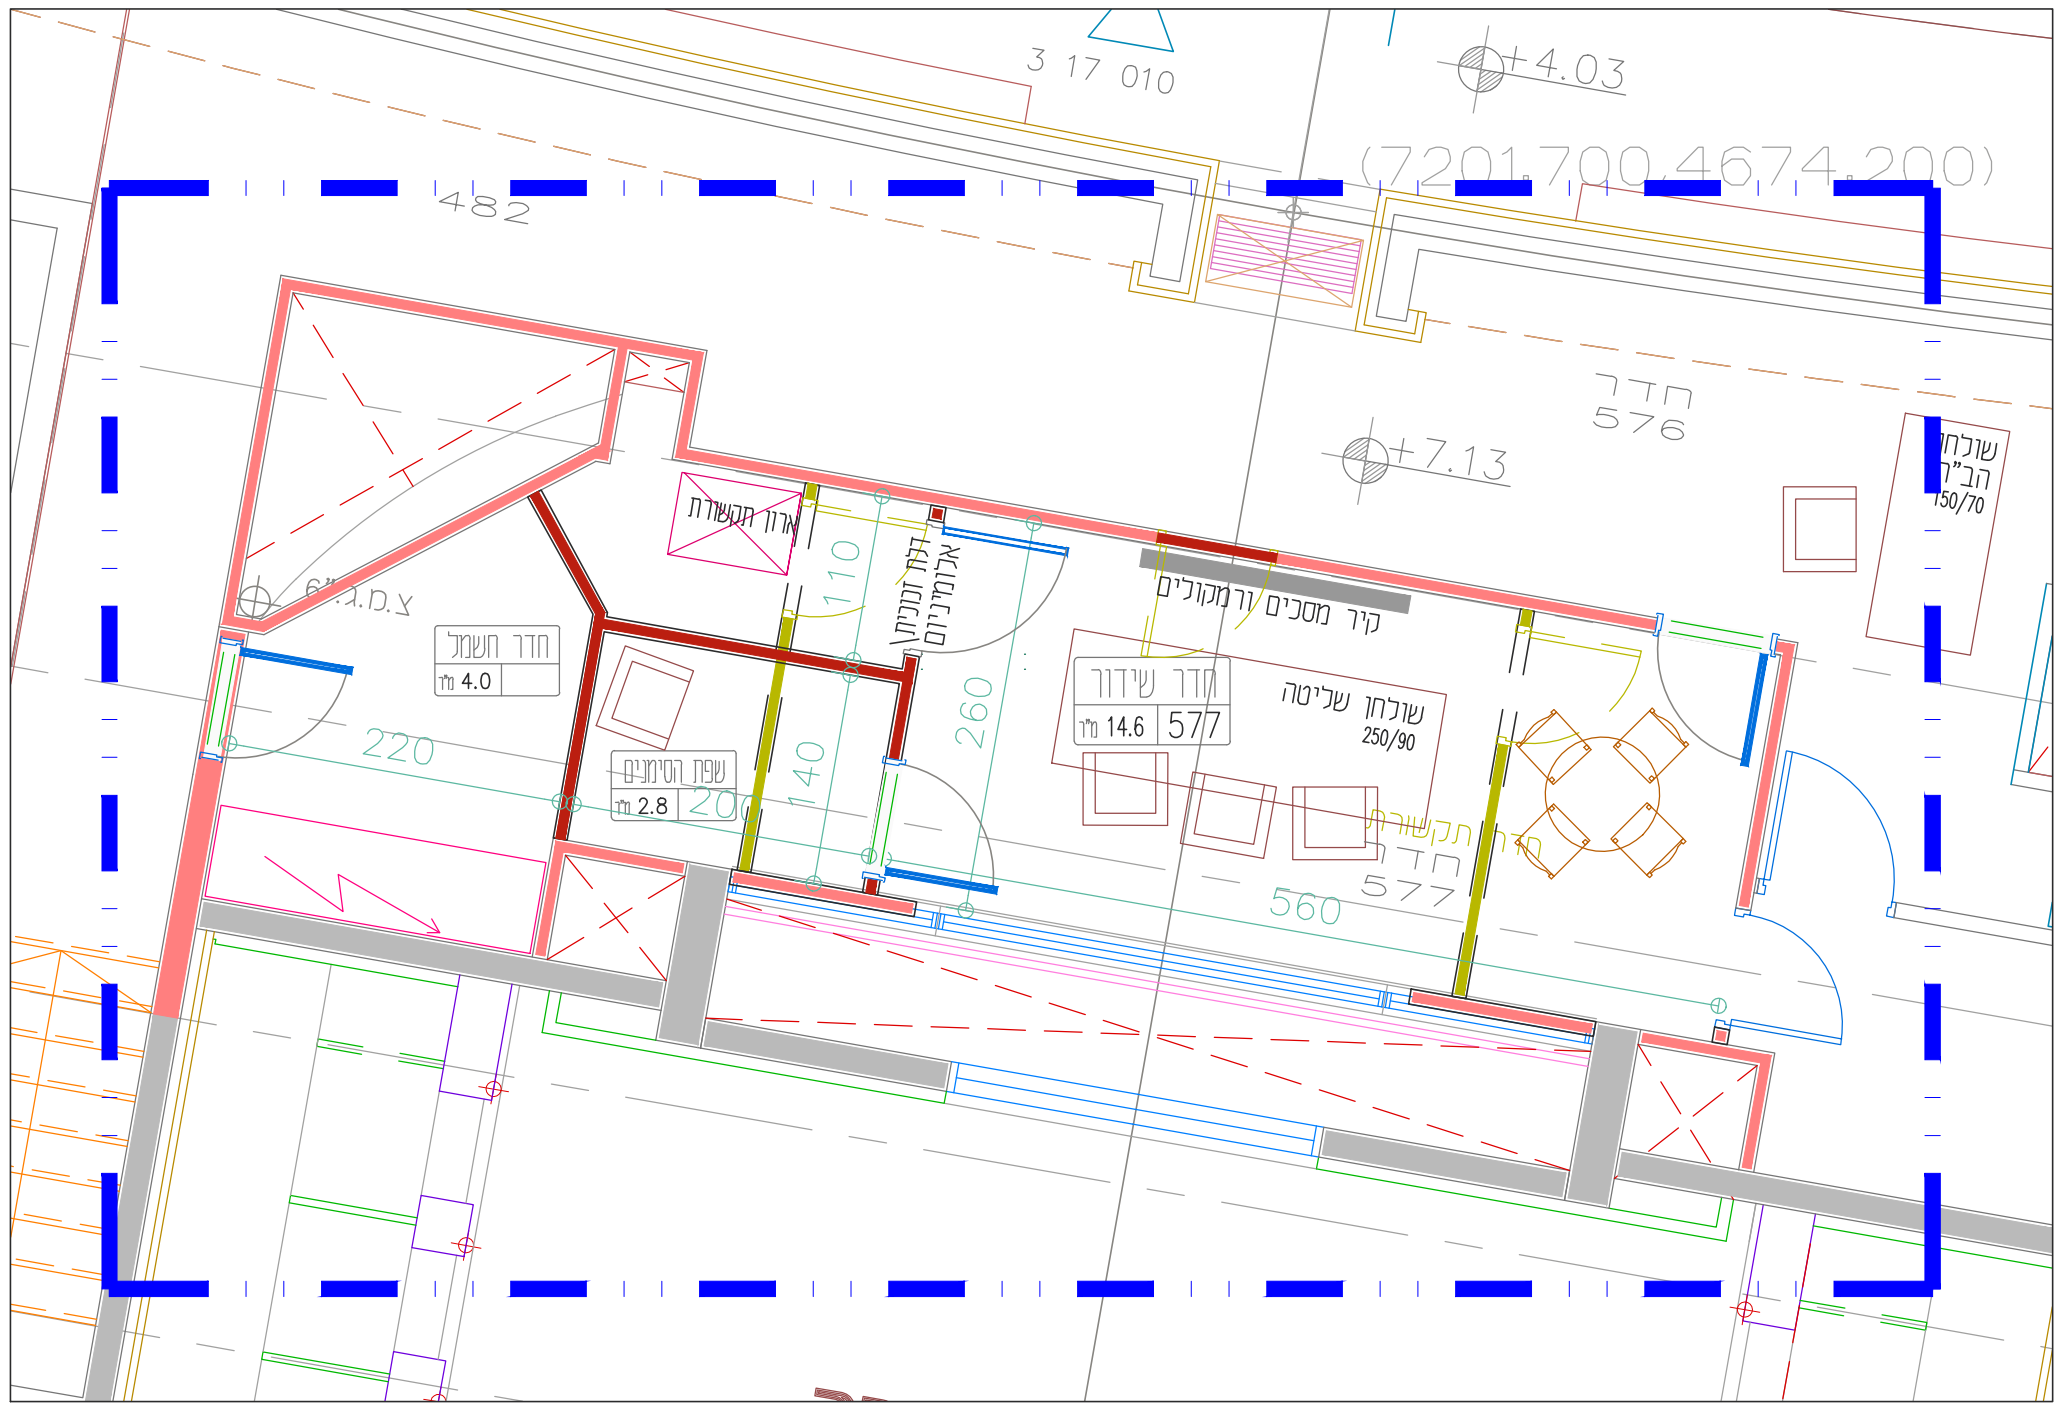 3 17 010
+4.03
(7201.700,4674.200)
482
חדר
576
+7.13
שולחן
הב"ר
150/70
ארון תקשורת
110
דלת זכוכית\
אלומיניום
קיר מסכים ורמקולים
צ.מ.ג."6
חדר חשמל
4.0 מ"ר
260
חדר שידור
577 14.6 מ"ר
שולחן שליטה
250/90
220
140
שפת הסימנים
2.8 מ"ר
200
חדר תקשורת
חדר
577
560